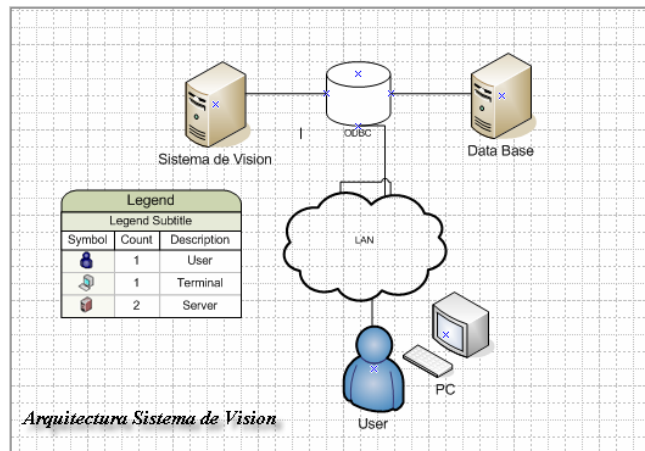 ODBC
Sistema de Vision
Data Base
Legend
Legend Subtitle
Symbol Count Description
1 User
1 Terminal
2 Server
LAN
PC
User
Arquitectura Sistema de Vision